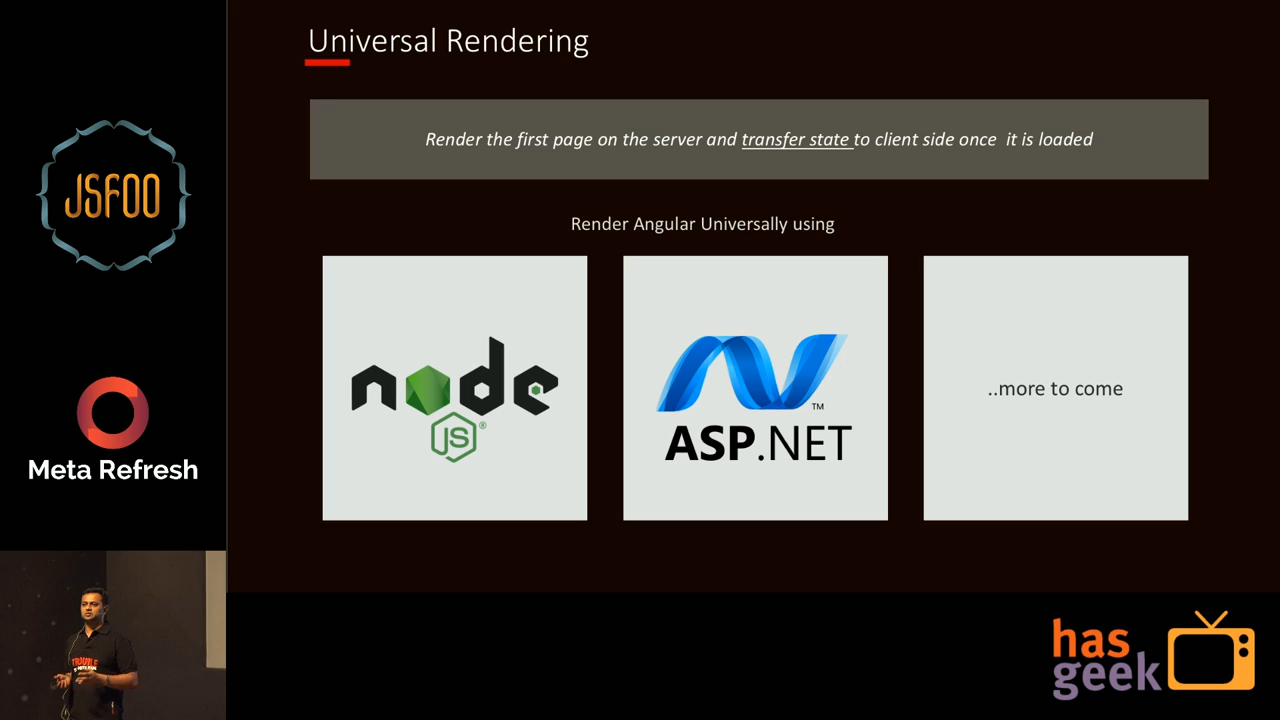 Universal Rendering
Render the first page on the server and transfer state to client side once it is loaded
Render Angular Universally using
node
JS
®
TM
ASP.NET
..more to come
JSFOO
Meta Refresh
has
geek